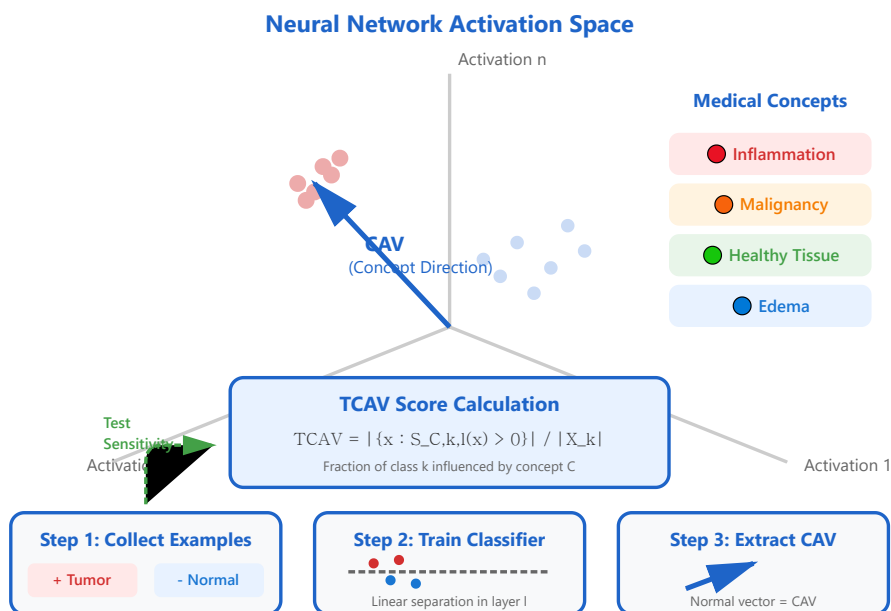 Neural Network Activation Space
Activation n
Medical Concepts
Inflammation
Malignancy
Healthy Tissue
Edema
CAV
(Concept Direction)
TCAV Score Calculation
TCAV = |{x : S_C,k,l(x) > 0}| / |X_k|
Fraction of class k influenced by concept C
Test
Sensitivity
Activation 1
Step 1: Collect Examples
+ Tumor
- Normal
Step 2: Train Classifier
Linear separation in layer l
Step 3: Extract CAV
Normal vector = CAV